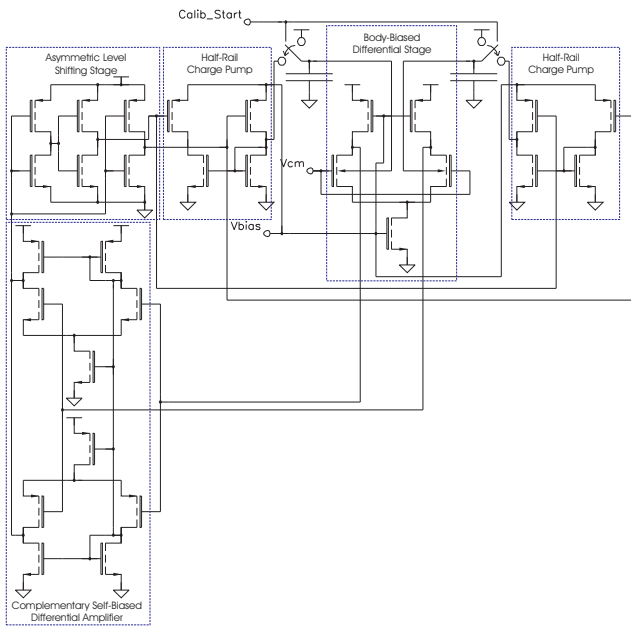 Calib_Start
Asymmetric Level
Shifting Stage
Half-Rail
Charge Pump
Body-Biased
Differential Stage
Half-Rail
Charge Pump
Vcm
Vbias
Complementary Self-Biased
Differential Amplifier